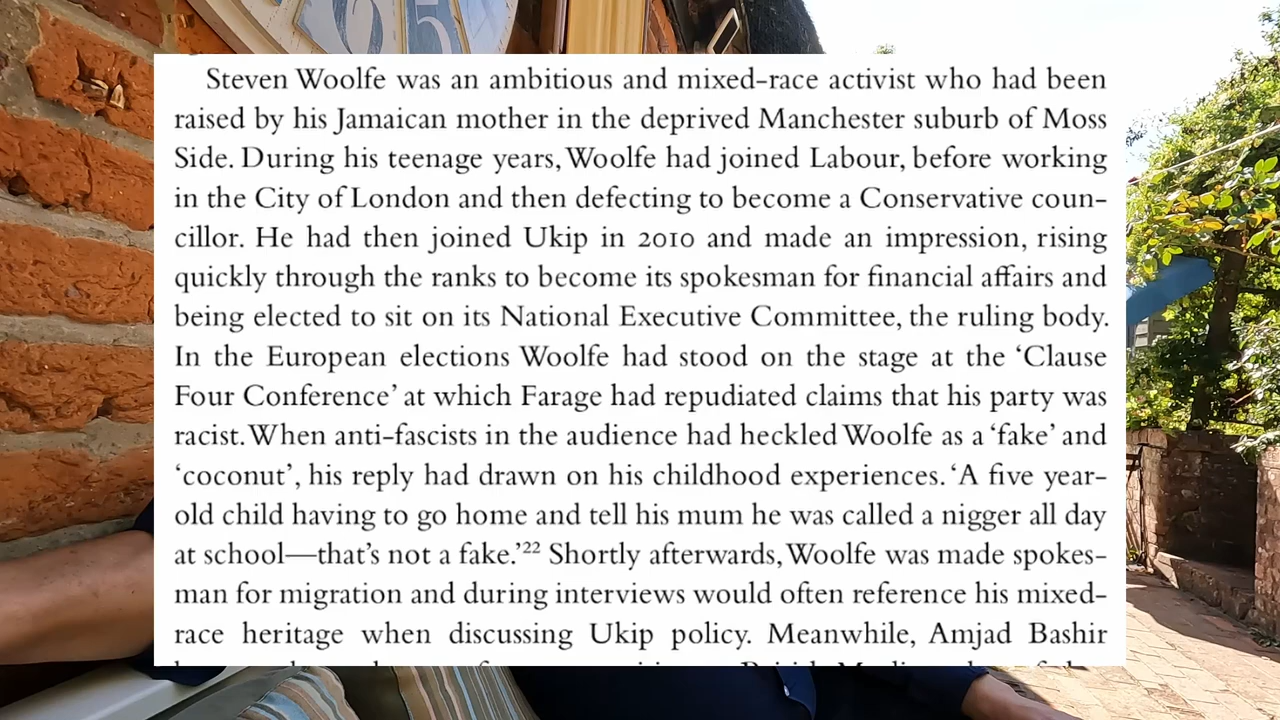 65
Steven Woolfe was an ambitious and mixed-race activist who had been
raised by his Jamaican mother in the deprived Manchester suburb of Moss
Side. During his teenage years, Woolfe had joined Labour, before working
in the City of London and then defecting to become a Conservative coun-
cillor. He had then joined Ukip in 2010 and made an impression, rising
quickly through the ranks to become its spokesman for financial affairs and
being elected to sit on its National Executive Committee, the ruling body.
In the European elections Woolfe had stood on the stage at the ‘Clause
Four Conference’ at which Farage had repudiated claims that his party was
racist. When anti-fascists in the audience had heckled Woolfe as a ‘fake’ and
‘coconut’, his reply had drawn on his childhood experiences. ‘A five year-
old child having to go home and tell his mum he was called a nigger all day
at school—that’s not a fake.’22 Shortly afterwards, Woolfe was made spokes-
man for migration and during interviews would often reference his mixed-
race heritage when discussing Ukip policy. Meanwhile, Amjad Bashir